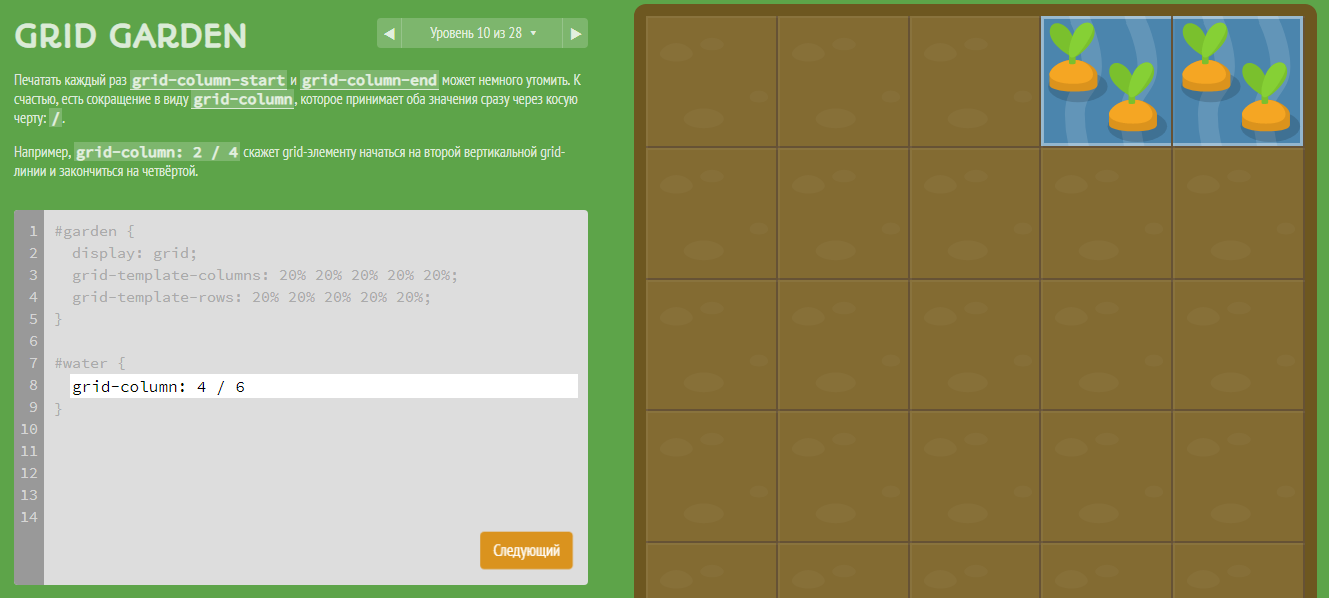 GRID GARDEN
◀ Уровень 10 из 28 ▾ ▶
Печатать каждый раз grid-column-start и grid-column-end может немного утомить. К
счастью, есть сокращение в виду grid-column, которое принимает оба значения сразу через косую
черту: /.
Например, grid-column: 2 / 4 скажет grid-элементу начаться на второй вертикальной grid-
линии и закончиться на четвёртой.
1 #garden {
2 display: grid;
3 grid-template-columns: 20% 20% 20% 20% 20%;
4 grid-template-rows: 20% 20% 20% 20% 20%;
5 }
6
7 #water {
8 grid-column: 4 / 6
9 }
10
11
12
13
14
Следующий